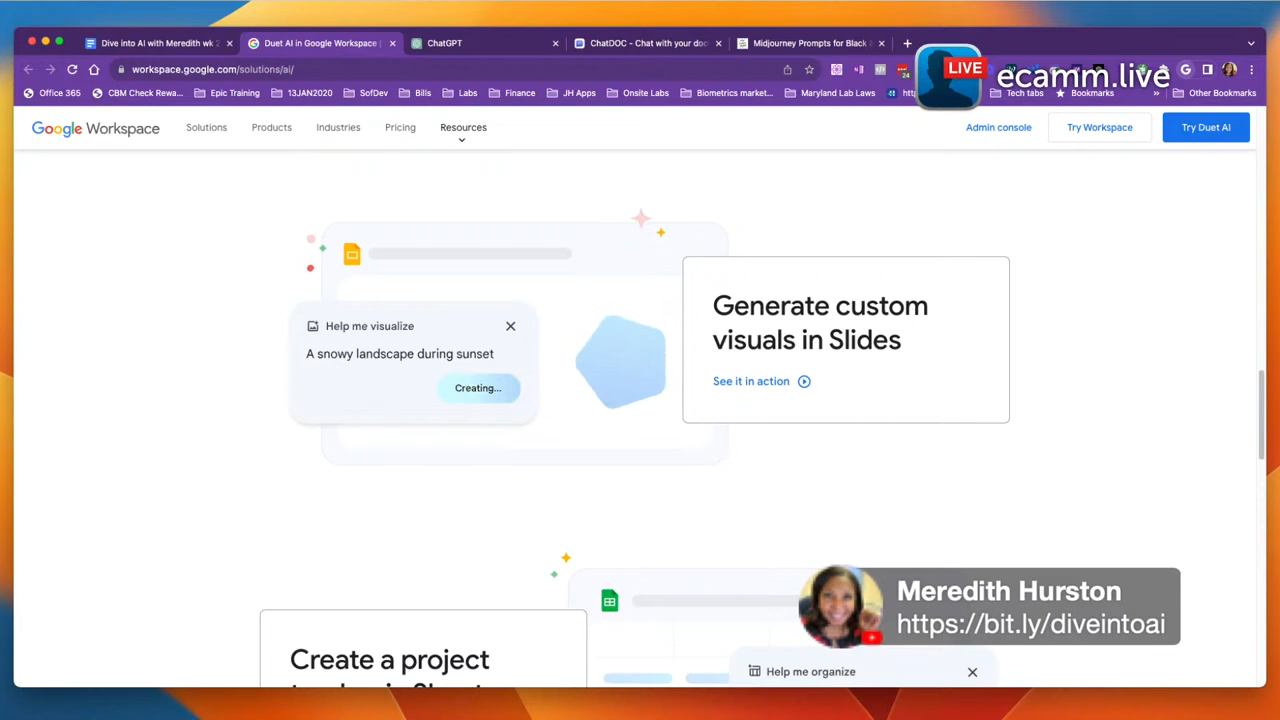 Dive into AI with Meredith wk 2
Duet AI in Google Workspace |
ChatGPT
ChatDOC - Chat with your doc
Midjourney Prompts for Black &
workspace.google.com/solutions/ai/
LIVE
ecamm.live
24
Office 365
CBM Check Rewa...
Epic Training
13JAN2020
SofDev
Bills
Labs
Finance
JH Apps
Onsite Labs
Biometrics market...
Maryland Lab Laws
Tech tabs
Bookmarks
Other Bookmarks
Google Workspace
Solutions
Products
Industries
Pricing
Resources
Admin console
Try Workspace
Try Duet AI
Help me visualize
A snowy landscape during sunset
Creating...
Generate custom
visuals in Slides
See it in action
Meredith Hurston
https://bit.ly/diveintoai
Create a project
Help me organize